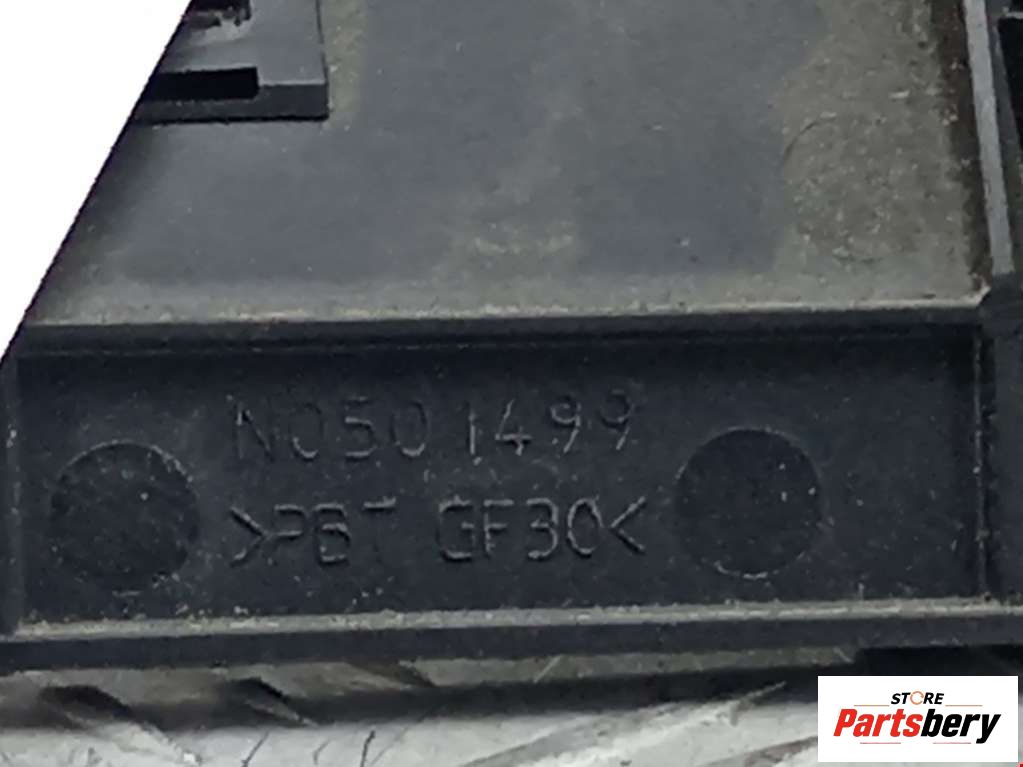 N0501499
>PBT GF30<
STORE
Partsbery